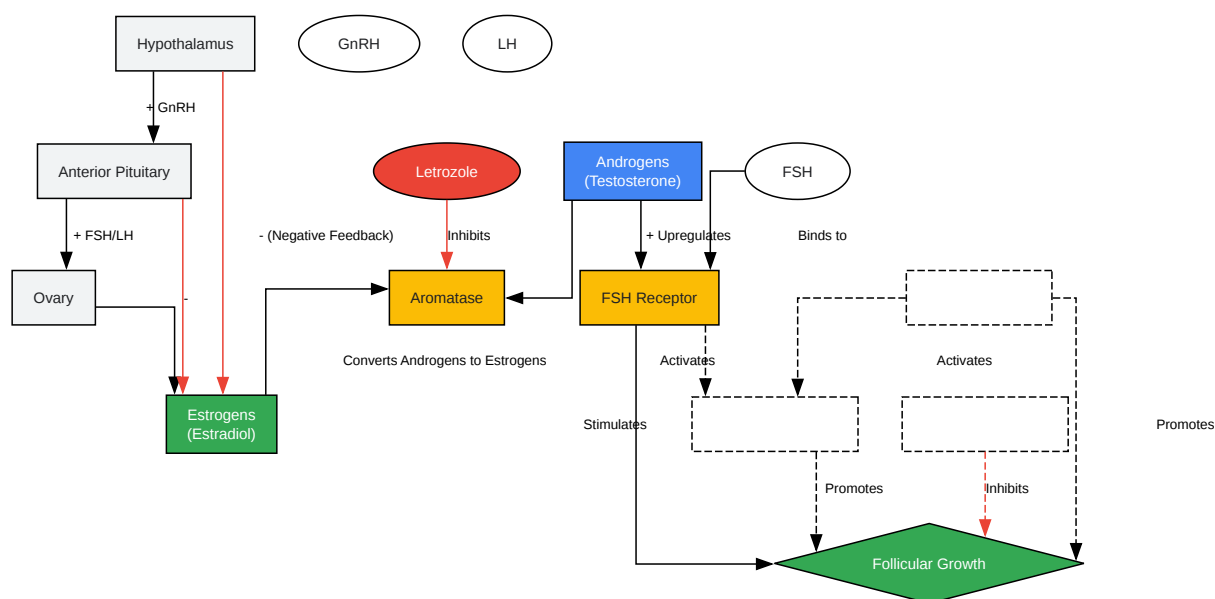 Hypothalamus
GnRH
LH
+ GnRH
Anterior Pituitary
Letrozole
Androgens
(Testosterone)
FSH
+ FSH/LH
- (Negative Feedback)
Inhibits
+ Upregulates
Binds to
Ovary
-
Aromatase
FSH Receptor
Converts Androgens to Estrogens
Activates
Activates
Estrogens
(Estradiol)
Stimulates
Promotes
Promotes
Inhibits
Follicular Growth